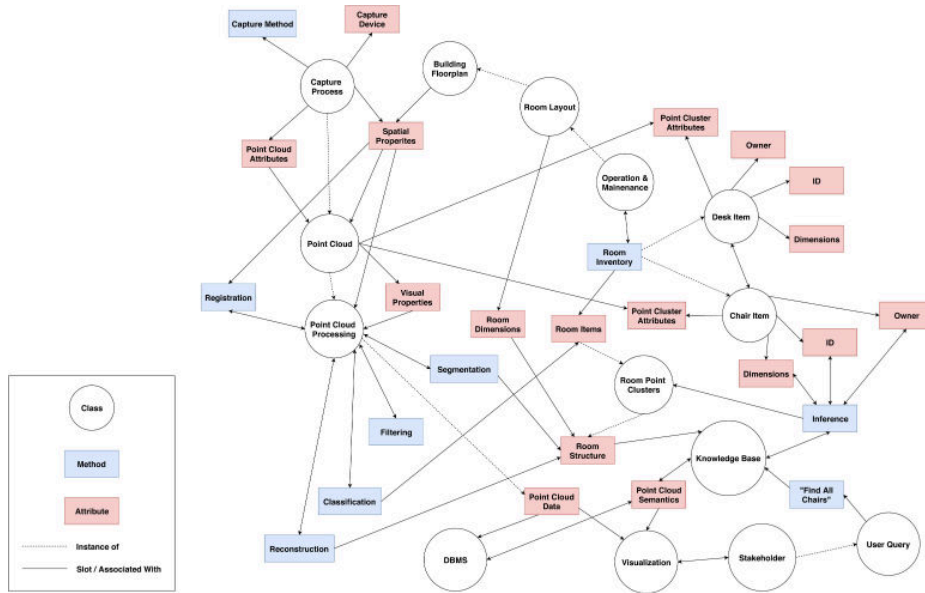 Capture Method
Capture
Device
Building
Floorplan
Capture
Process
Room Layout
Point Cluster
Attributes
Spatial
Properites
Owner
Point Cloud
Attributes
Operation &
Mainenance
ID
Desk Item
Point Cloud
Dimensions
Room
Inventory
Registration
Visual
Properties
Point Cluster
Attributes
Chair Item
Owner
Point Cloud
Processing
Room
Dimensions
Room Items
ID
Segmentation
Dimensions
Room Point
Clusters
Class
Inference
Filtering
Room
Structure
Knowledge Base
Method
Classification
Point Cloud
Data
Point Cloud
Semantics
"Find All
Chairs"
Attribute
Reconstruction
DBMS
Visualization
Stakeholder
User Query
Instance of
Slot / Associated With